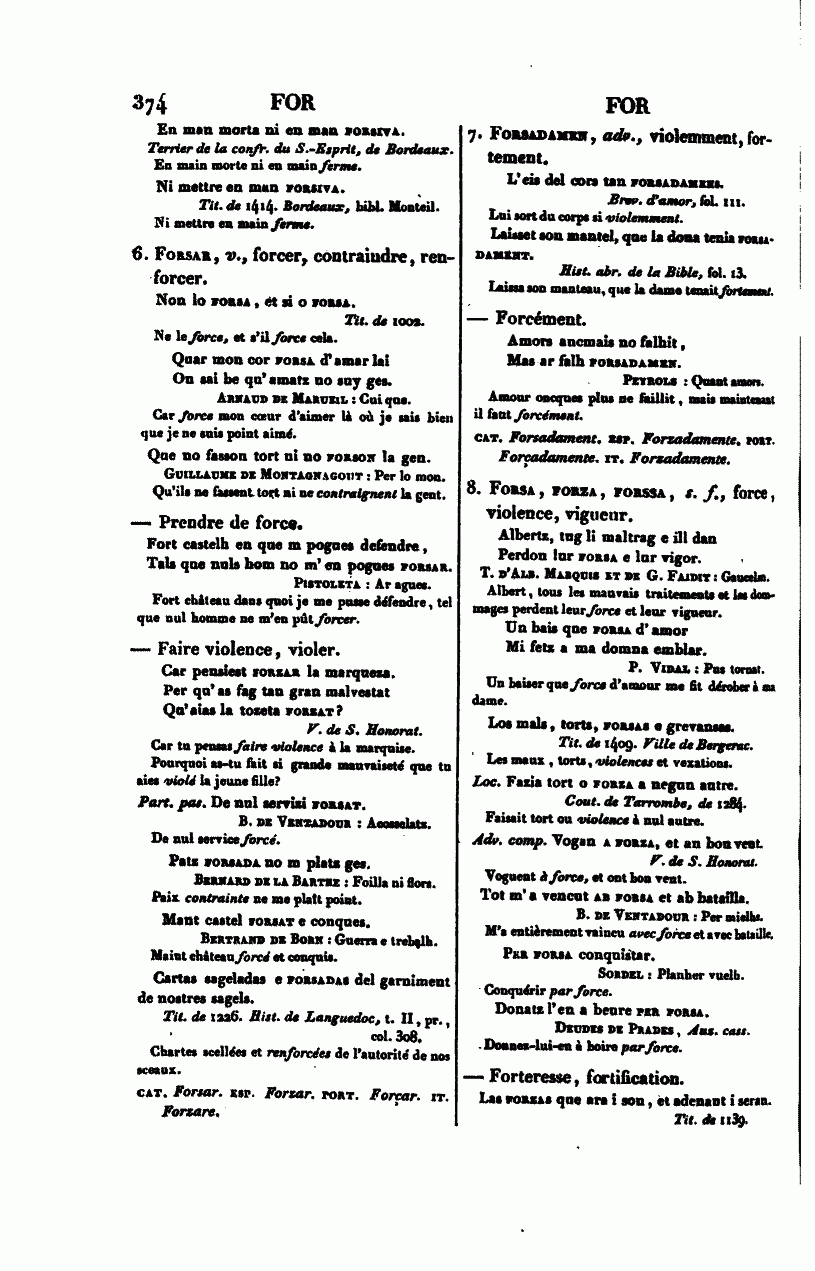 374 FOR
En man morta ni en man FORSIVA.
Terrier de la confr. du S.-Esprit, de Bordeaux.
En main morte ni en main ferme.
Ni mettre en man FORSIVA.
Tit. de 1414. Bordeaux, bibl. Monteil.
Ni mettre en main ferme.
6. FORSAR, v., forcer, contraindre, ren-
forcer.
Non lo FORSA, et si o FORSA.
Tit. de 1002.
Ne le force, et s'il force cela.
Quar mon cor FORSA d'amar lai
On sai be qu'amatz no suy ges.
ARNAUD DE MARUEIL : Cui que.
Car force mon cœur d'aimer là où je sais bien
que je ne suis point aimé.
Que no fasson tort ni no FORSON la gen.
GUILLAUME DE MONTAGNAGOUT : Per lo mon.
Qu'ils ne fassent tort ni ne contraignent la gent.
— Prendre de force.
Fort castelh en que m pogues defendre,
Tals que nuls hom no m'en pogues FORSAR.
PISTOLETA : Ar agues.
Fort château dans quoi je me pusse défendre, tel
que nul homme ne m'en pût forcer.
— Faire violence, violer.
Car pensiest FORZAR la marqueza.
Per qu'as fag tan gran malvestat
Qu'aias la tozeta FORSAT?
V. de S. Honorat.
Car tu pensas faire violence à la marquise.
Pourquoi as-tu fait si grande mauvaiseté que tu
aies violé la jeune fille?
Part. pas. De nul servizi FORSAT.
B. DE VENTADOUR : Acosselatz.
De nul service forcé.
Patz FORSADA no m platz ges.
BERNARD DE LA BARTHE : Foilla ni flors.
Paix contrainte ne me plaît point.
Mant castel FORSAT e conques.
BERTRAND DE BORN : Guerra e trebalh.
Maint château forcé et conquis.
Cartas sageladas e FORSADAS del garniment
de nostres sagels.
Tit. de 1226. Hist. de Languedoc, t. II, pr.,
col. 308.
Chartes scellées et renforcées de l'autorité de nos
sceaux.
CAT. Forsar. ESP. Forzar. PORT. Forçar. IT.
Forzare.
FOR
7. FORSADAMEN, adv., violemment, for-
tement.
L'eis del cors tan FORSADAMENS.
Brev. d'amor, fol. 111.
Lui sort du corps si violemment.
Laisset son mantel, que la dona tenia FORSA-
DAMENT.
Hist. abr. de la Bible, fol. 13.
Laissa son manteau, que la dame tenait fortement.
— Forcément.
Amors ancmais no falhit,
Mas ar falh FORSADAMEN.
PEYROLS : Quant amors.
Amour oncques plus ne faillit, mais maintenant
il faut forcément.
CAT. Forsadament. ESP. Forzadamente. PORT.
Forçadamente. IT. Forzadamente.
8. FORSA, FORZA, FORSSA, s. f., force,
violence, vigueur.
Albertz, tug li maltrag e ill dan
Perdon lur FORSA e lur vigor.
T. D'ALB. MARQUIS ET DE G. FAIDIT : Gaucelm.
Albert, tous les mauvais traitements et les dom-
mages perdent leur force et leur vigueur.
Un bais que FORSA d'amor
Mi fetz a ma domna emblar.
P. VIDAL : Pus tornat.
Un baiser que force d'amour me fit dérober à ma
dame.
Los mals, torts, FORSAS e grevansas.
Tit. de 1409. Ville de Bergerac.
Les maux, torts, violences et vexations.
Loc. Fazia tort o FORZA a negun autre.
Cout. de Tarrombe, de 1284.
Faisait tort ou violence à nul autre.
Adv. comp. Vogan A FORZA, et an bon vent.
V. de S. Honorat.
Voguent à force, et ont bon vent.
Tot m'a vencut AB FORSA et ab batailla.
B. DE VENTADOUR : Per mielhs.
M'a entièrement vaincu avec force et avec bataille.
PER FORSA conquistar.
SORDEL : Planher vuelh.
Conquérir par force.
Donatz l'en a beure PER FORSA.
DEUDES DE PRADES, Aus. cass.
Donnez-lui-en à boire par force.
— Forteresse, fortification.
Las FORZAS que ara i son, et adenant i seran.
Tit. de 1139.